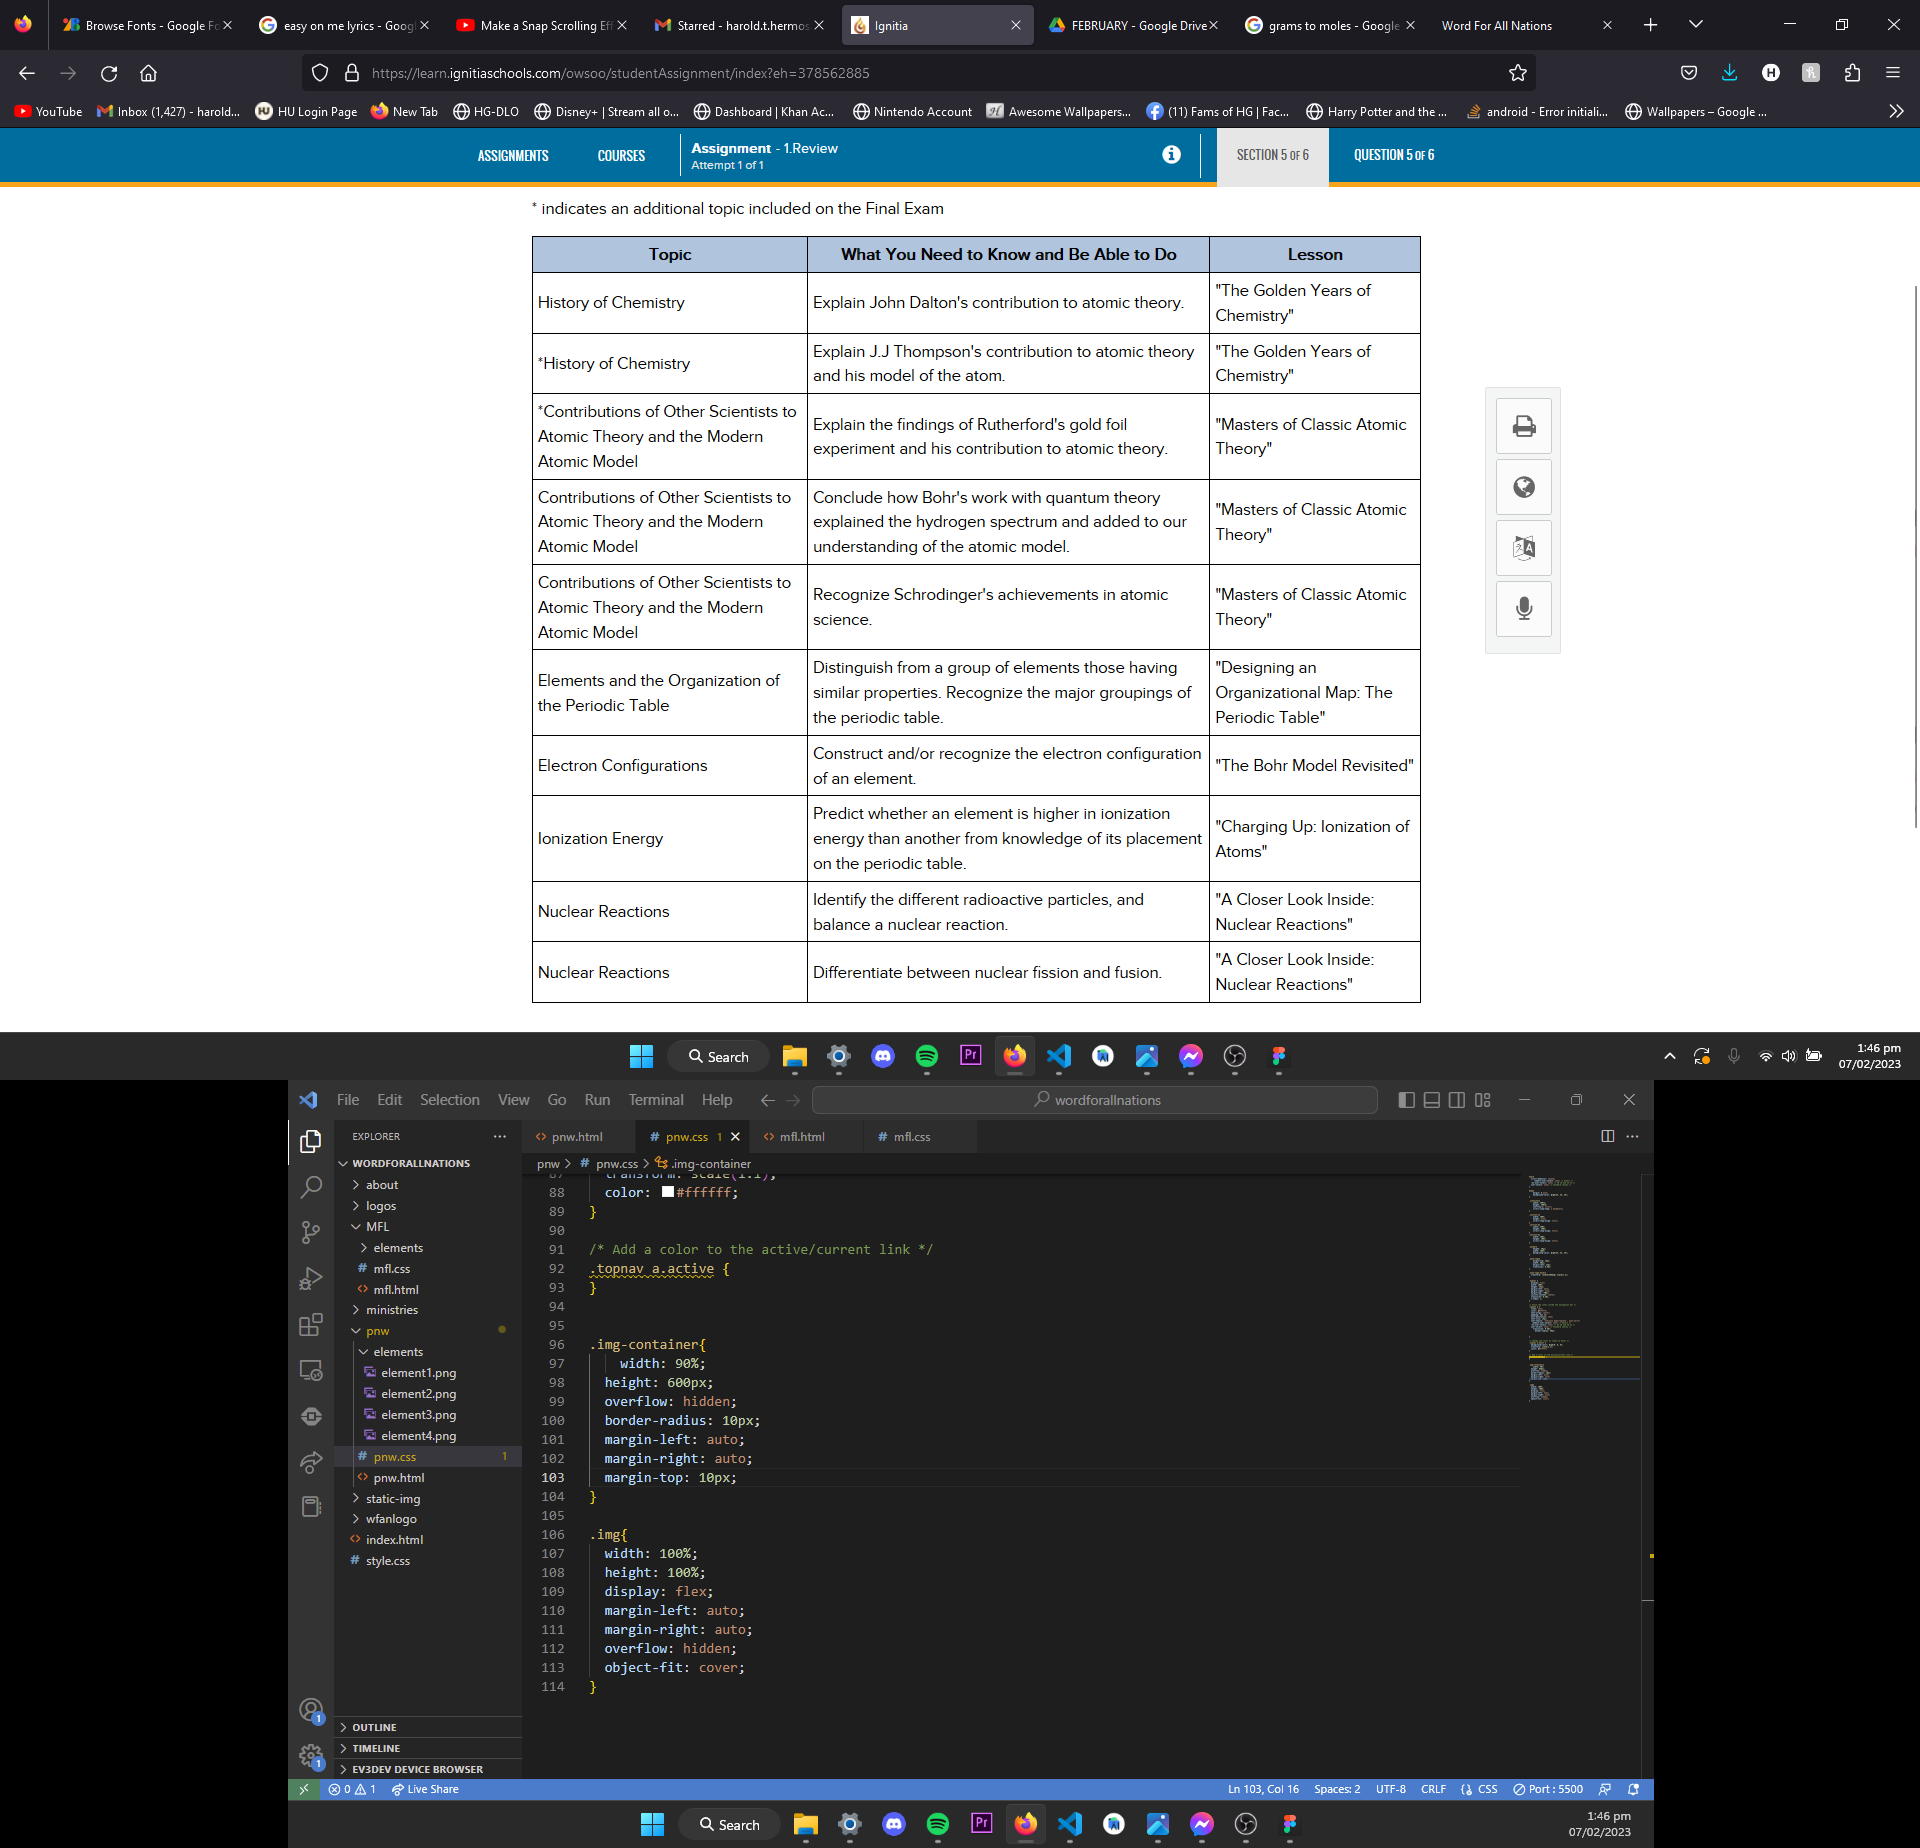 Browse Fonts - Google Fo
easy on me lyrics - Goog
Make a Snap Scrolling Eff
Starred - harold.t.hermos
Ignitia
FEBRUARY - Google Drive
grams to moles - Google
Word For All Nations
https://learn.ignitiaschools.com/owsoo/studentAssignment/index?eh=378562885
YouTube
Inbox (1,427) - harold...
HU Login Page
New Tab
HG-DLO
Disney+ | Stream all o...
Dashboard | Khan Ac...
Nintendo Account
Awesome Wallpapers...
(11) Fams of HG | Fac...
Harry Potter and the ...
android - Error initiali...
Wallpapers – Google ...
ASSIGNMENTS
COURSES
Assignment - 1.Review
Attempt 1 of 1
SECTION 5 OF 6
QUESTION 5 OF 6
* indicates an additional topic included on the Final Exam
Topic
What You Need to Know and Be Able to Do
Lesson
History of Chemistry
Explain John Dalton's contribution to atomic theory.
"The Golden Years of
Chemistry"
*History of Chemistry
Explain J.J Thompson's contribution to atomic theory
and his model of the atom.
"The Golden Years of
Chemistry"
*Contributions of Other Scientists to
Atomic Theory and the Modern
Atomic Model
Explain the findings of Rutherford's gold foil
experiment and his contribution to atomic theory.
"Masters of Classic Atomic
Theory"
Contributions of Other Scientists to
Atomic Theory and the Modern
Atomic Model
Conclude how Bohr's work with quantum theory
explained the hydrogen spectrum and added to our
understanding of the atomic model.
"Masters of Classic Atomic
Theory"
Contributions of Other Scientists to
Atomic Theory and the Modern
Atomic Model
Recognize Schrodinger's achievements in atomic
science.
"Masters of Classic Atomic
Theory"
Elements and the Organization of
the Periodic Table
Distinguish from a group of elements those having
similar properties. Recognize the major groupings of
the periodic table.
"Designing an
Organizational Map: The
Periodic Table"
Electron Configurations
Construct and/or recognize the electron configuration
of an element.
"The Bohr Model Revisited"
Ionization Energy
Predict whether an element is higher in ionization
energy than another from knowledge of its placement
on the periodic table.
"Charging Up: Ionization of
Atoms"
Nuclear Reactions
Identify the different radioactive particles, and
balance a nuclear reaction.
"A Closer Look Inside:
Nuclear Reactions"
Nuclear Reactions
Differentiate between nuclear fission and fusion.
"A Closer Look Inside:
Nuclear Reactions"
Search
1:46 pm
07/02/2023
File Edit Selection View Go Run Terminal Help
wordforallnations
EXPLORER
WORDFORALLNATIONS
about
logos
MFL
elements
mfl.css
mfl.html
ministries
pnw
elements
element1.png
element2.png
element3.png
element4.png
pnw.css 1
pnw.html
static-img
wfanlogo
index.html
style.css
OUTLINE
TIMELINE
EV3DEV DEVICE BROWSER
pnw.html
pnw.css 1
mfl.html
mfl.css
pnw > # pnw.css > .img-container
87 transform: scale(1.1);
88 color: #ffffff;
89 }
90
91 /* Add a color to the active/current link */
92 .topnav a.active {
93 }
94
95
96 .img-container{
97 width: 90%;
98 height: 600px;
99 overflow: hidden;
100 border-radius: 10px;
101 margin-left: auto;
102 margin-right: auto;
103 margin-top: 10px;
104 }
105
106 .img{
107 width: 100%;
108 height: 100%;
109 display: flex;
110 margin-left: auto;
111 margin-right: auto;
112 overflow: hidden;
113 object-fit: cover;
114 }
0 1 Live Share
Ln 103, Col 16 Spaces: 2 UTF-8 CRLF CSS Port : 5500
Search
1:46 pm
07/02/2023